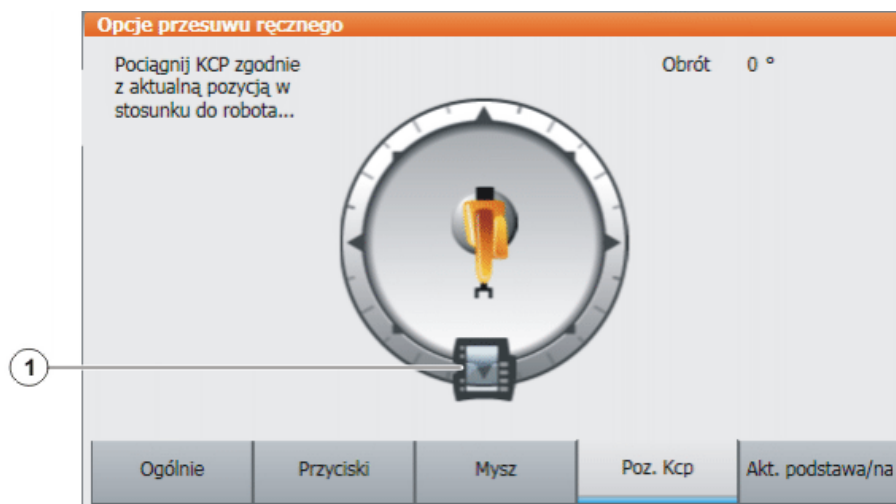 Opcje przesuwu ręcznego
Pociągnij KCP zgodnie
z aktualną pozycją w
stosunku do robota...
Obrót 0 °
1
Ogólnie Przyciski Mysz Poz. Kcp Akt. podstawa/na